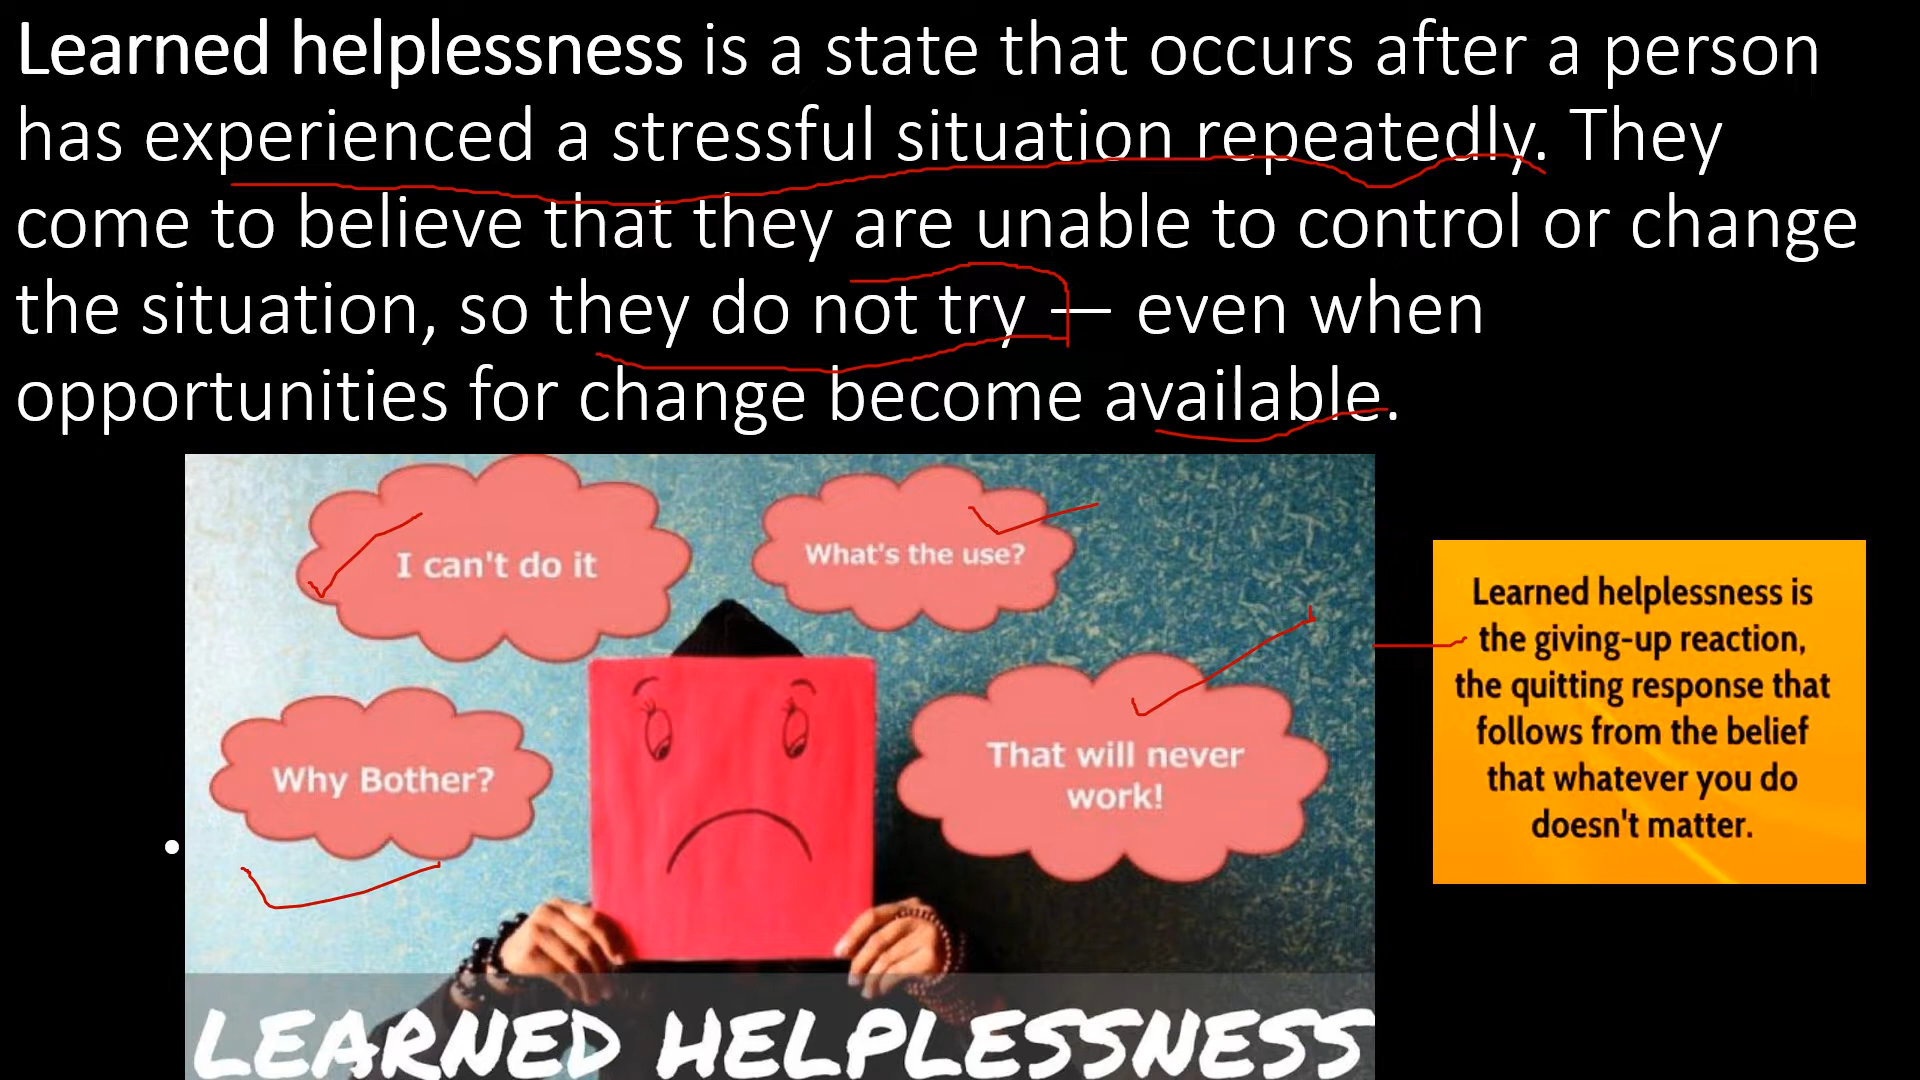 Learned helplessness is a state that occurs after a person
has experienced a stressful situation repeatedly. They
come to believe that they are unable to control or change
the situation, so they do not try — even when
opportunities for change become available.
I can't do it
What's the use?
Why Bother?
That will never
work!
LEARNED HELPLESSNESS
Learned helplessness is
the giving-up reaction,
the quitting response that
follows from the belief
that whatever you do
doesn't matter.